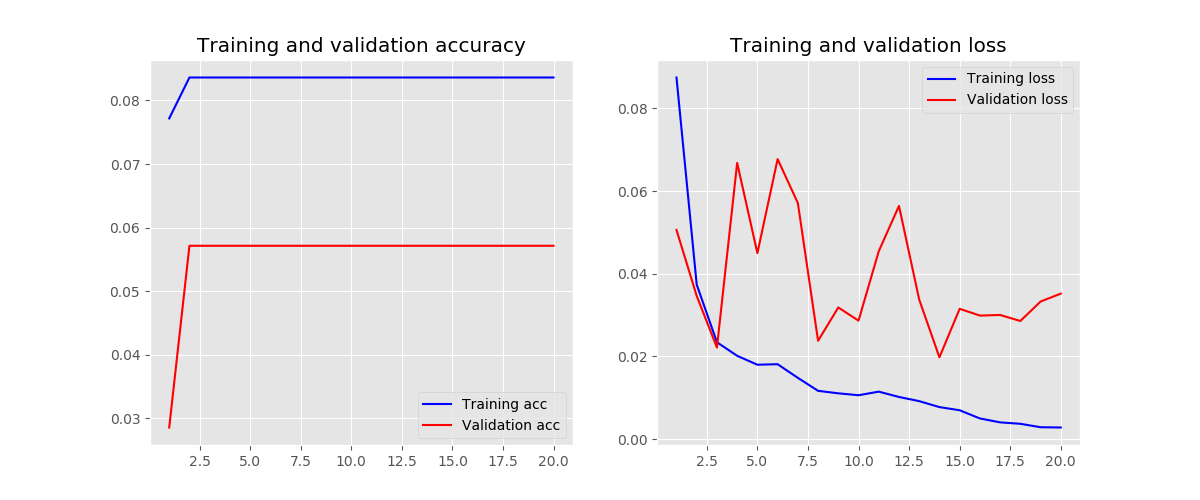 Training and validation accuracy
0.08
0.07
0.06
0.05
0.04
0.03
Training acc
Validation acc
2.5 5.0 7.5 10.0 12.5 15.0 17.5 20.0
Training and validation loss
Training loss
Validation loss
0.08
0.06
0.04
0.02
0.00
2.5 5.0 7.5 10.0 12.5 15.0 17.5 20.0